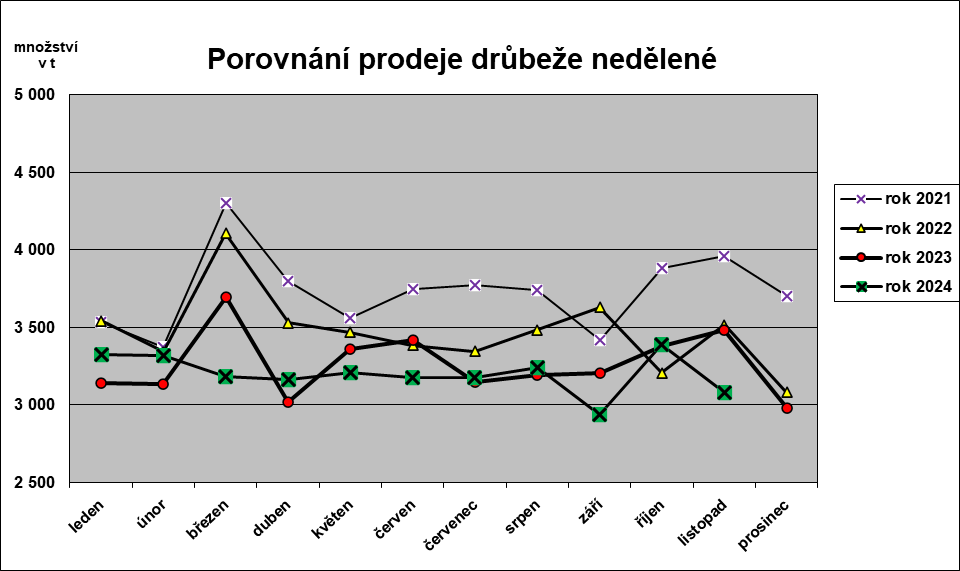 množství
v t
Porovnání prodeje drůbeže nedělené
5 000
4 500
4 000
3 500
3 000
2 500
leden
únor
březen
duben
květen
červen
červenec
srpen
září
říjen
listopad
prosinec
rok 2021
rok 2022
rok 2023
rok 2024